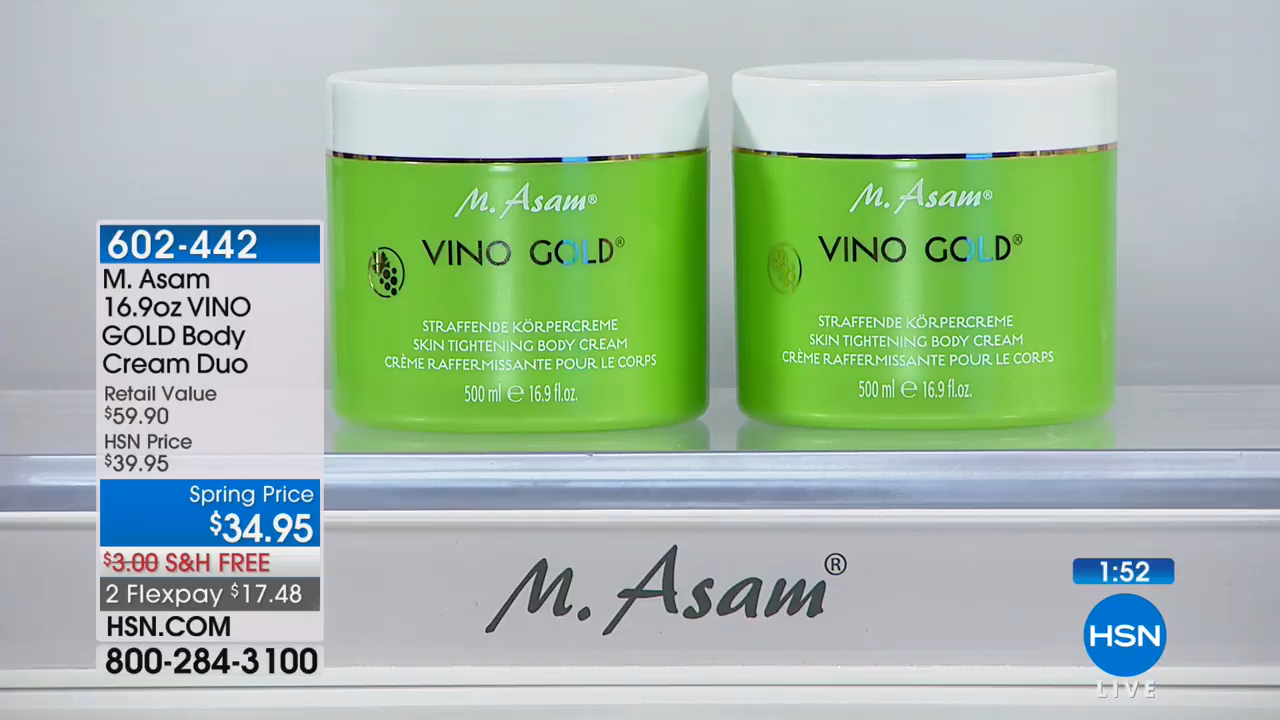 M. Asam®
VINO GOLD®
STRAFFENDE KÖRPERCREME
SKIN TIGHTENING BODY CREAM
CRÈME RAFFERMISSANTE POUR LE CORPS
500 ml e 16.9 fl.oz.
M. Asam®
VINO GOLD®
STRAFFENDE KÖRPERCREME
SKIN TIGHTENING BODY CREAM
CRÈME RAFFERMISSANTE POUR LE CORPS
500 ml e 16.9 fl.oz.
602-442
M. Asam
16.9oz VINO
GOLD Body
Cream Duo
Retail Value
$59.90
HSN Price
$39.95
Spring Price
$34.95
$3.00 S&H FREE
2 Flexpay $17.48
HSN.COM
800-284-3100
M. Asam®
1:52
HSN
LIVE